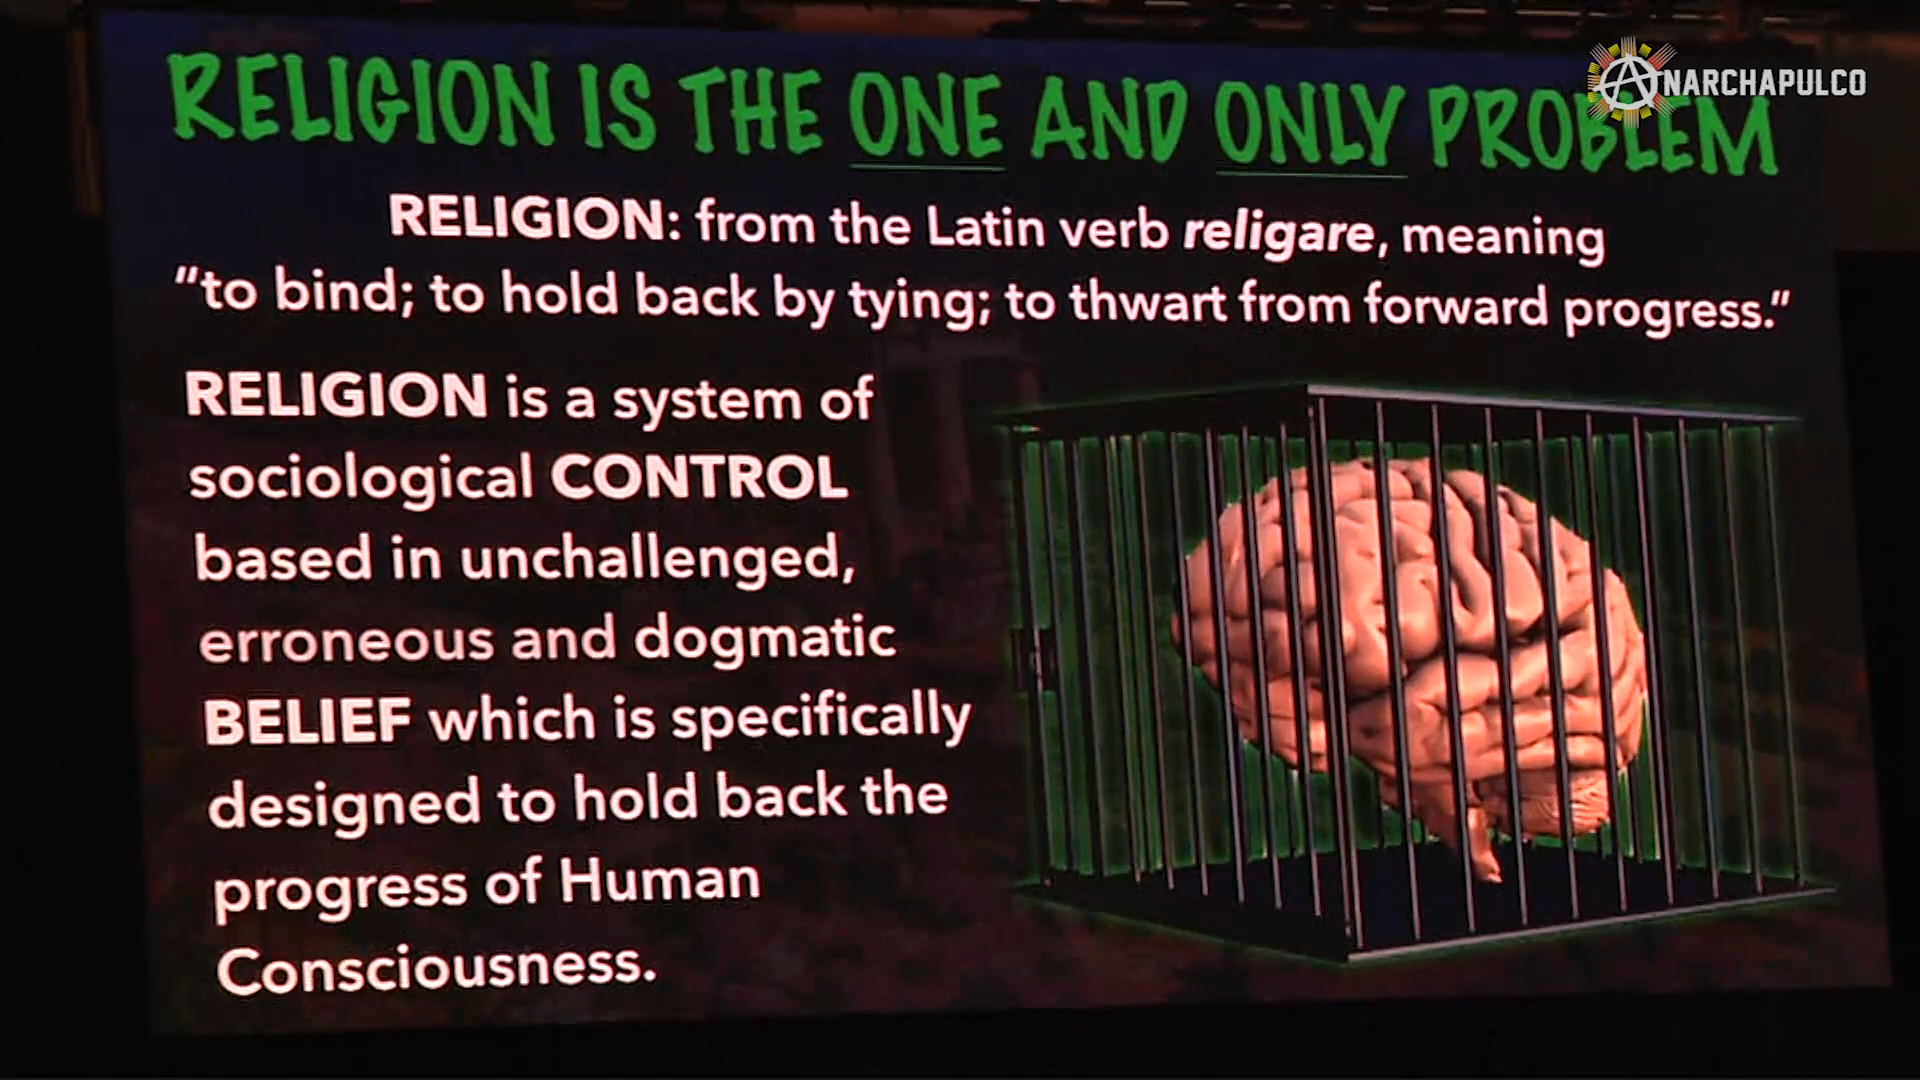 RELIGION IS THE ONE AND ONLY PROBLEM
ANARCHAPULCO
RELIGION: from the Latin verb religare, meaning
“to bind; to hold back by tying; to thwart from forward progress.”
RELIGION is a system of
sociological CONTROL
based in unchallenged,
erroneous and dogmatic
BELIEF which is specifically
designed to hold back the
progress of Human
Consciousness.